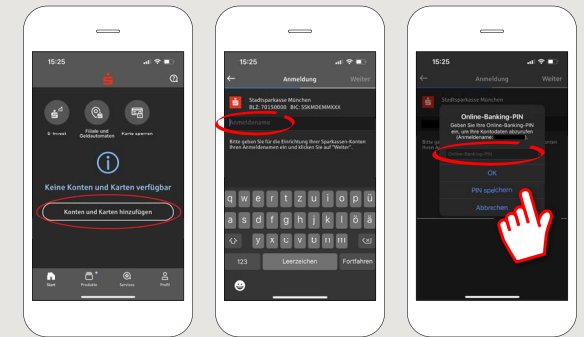 15:25
S-Invest
Filiale und Geldautomaten
Karte sperren
Keine Konten und Karten verfügbar
Konten und Karten hinzufügen
Start
Produkte
Services
Profil
15:25
Anmeldung
Weiter
Stadtsparkasse München
BLZ: 70150000 BIC: SSKMDEMMXXX
Anmeldename
Bitte geben Sie für die Einrichtung Ihrer Sparkassen-Konten
Ihren Anmeldenamen ein und klicken Sie auf "Weiter".
q w e r t z u i o p ü
a s d f g h j k l ö ä
y x c v b n m
123
Leerzeichen
Fortfahren
15:25
Anmeldung
Weiter
Stadtsparkasse München
Online-Banking-PIN
Geben Sie Ihre Online-Banking-PIN
ein, um Ihre Kontodaten abzurufen
(Anmeldename: ).
Online-Banking-PIN
OK
PIN speichern
Abbrechen